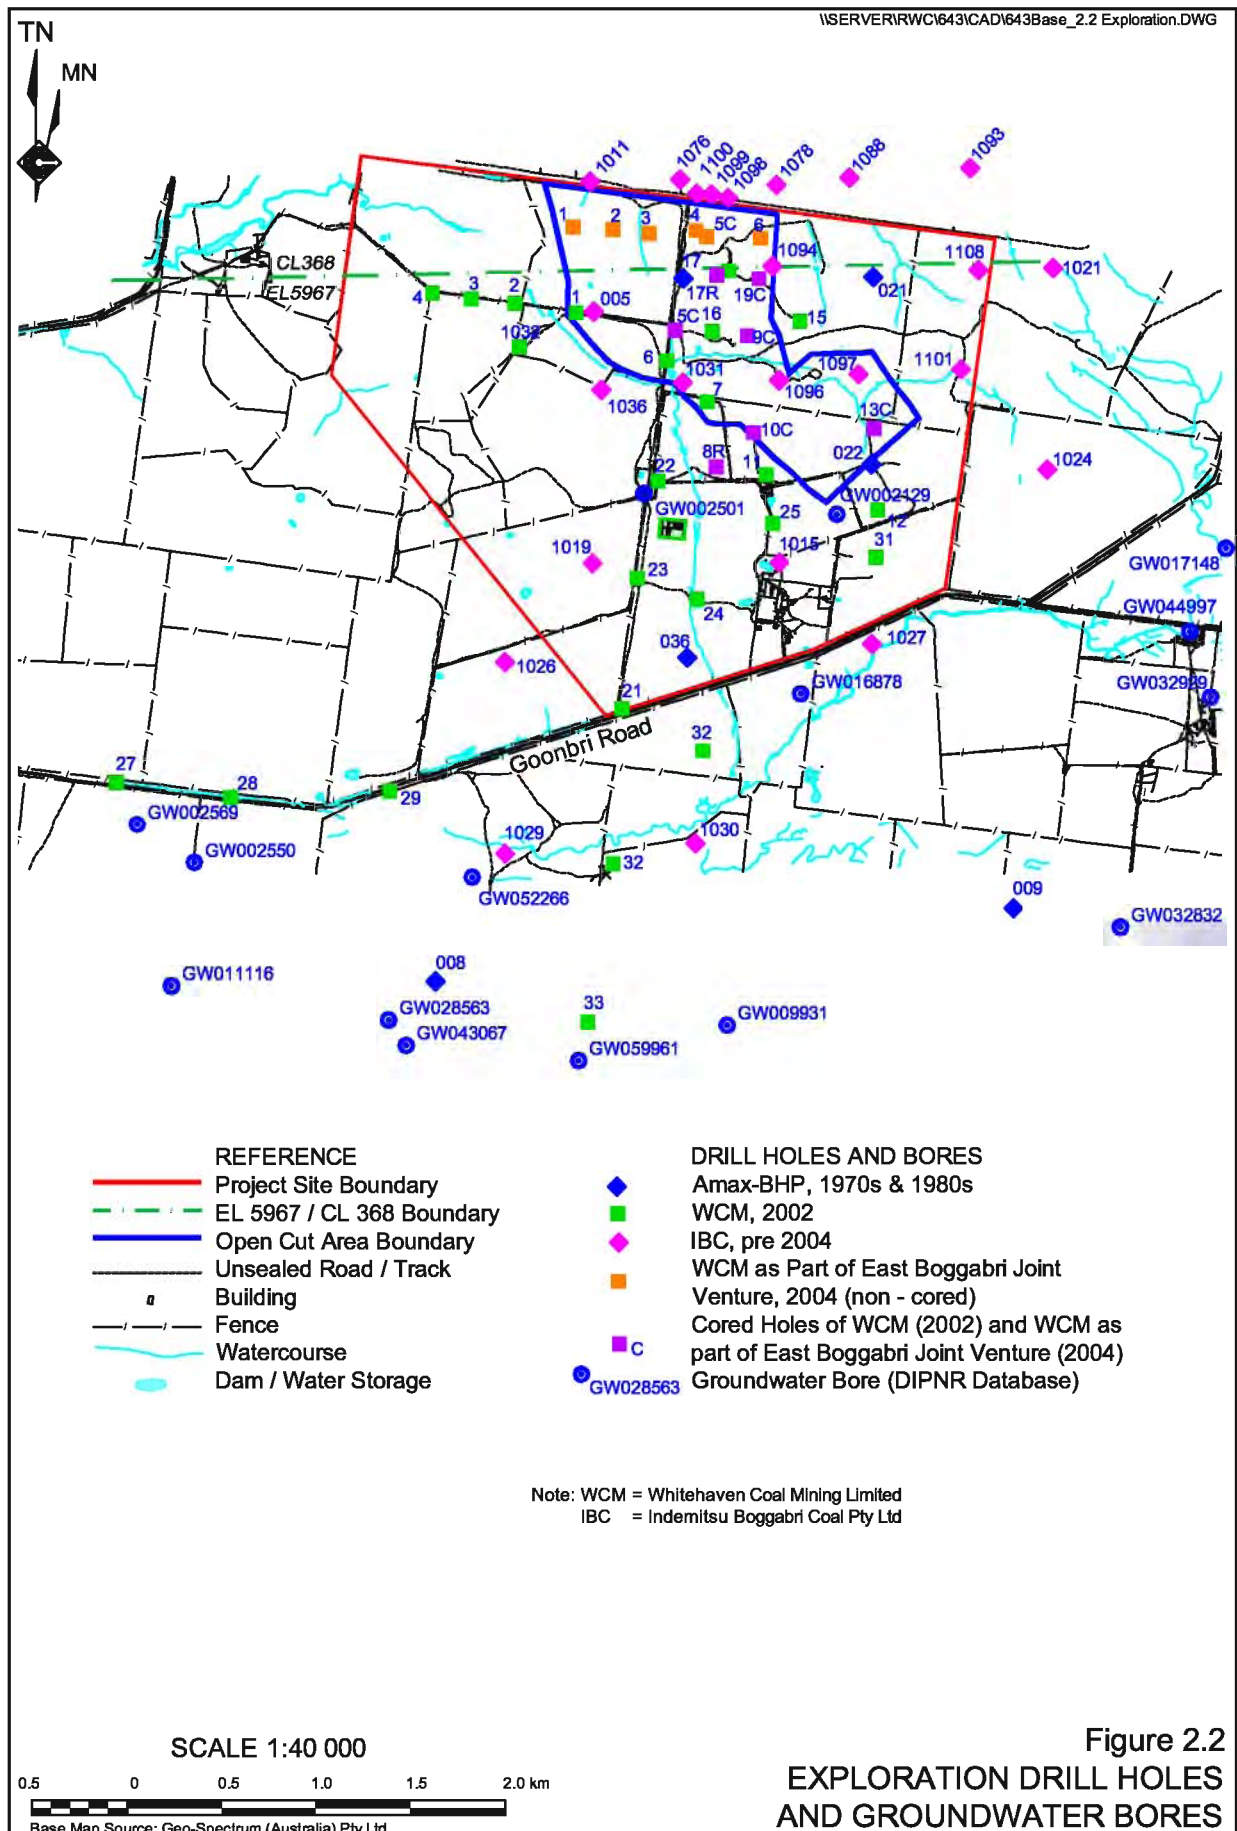 \\SERVER\RWC\643\CAD\643Base_2.2 Exploration.DWG
TN
MN
1011
1076
1100
1099
1098
1078
1088
1093
1
2
3
4
5C
6
1094
1108
1021
CL368
EL5967
17
17R
19C
021
4
3
2
1
005
5C
16
9C
15
1032
6
1031
7
1036
1096
1097
1101
10C
13C
8R
11
022
1024
22
GW002501
GW002129
25
12
31
1019
1015
GW017148
23
24
GW044997
036
1027
1026
GW016878
GW032929
21
Goonbri Road
32
27
28
29
GW002569
GW002550
1029
1030
32
GW052266
009
GW032832
008
GW011116
GW028563
GW043067
33
GW009931
GW059961
REFERENCE
Project Site Boundary
EL 5967 / CL 368 Boundary
Open Cut Area Boundary
Unsealed Road / Track
Building
Fence
Watercourse
Dam / Water Storage
DRILL HOLES AND BORES
Amax-BHP, 1970s & 1980s
WCM, 2002
IBC, pre 2004
WCM as Part of East Boggabri Joint
Venture, 2004 (non - cored)
Cored Holes of WCM (2002) and WCM as
C part of East Boggabri Joint Venture (2004)
GW028563 Groundwater Bore (DIPNR Database)
Note: WCM = Whitehaven Coal Mining Limited
IBC = Indemitsu Boggabri Coal Pty Ltd
SCALE 1:40 000
0.5 0 0.5 1.0 1.5 2.0 km
Base Map Source: Geo-Spectrum (Australia) Pty Ltd
Figure 2.2
EXPLORATION DRILL HOLES
AND GROUNDWATER BORES